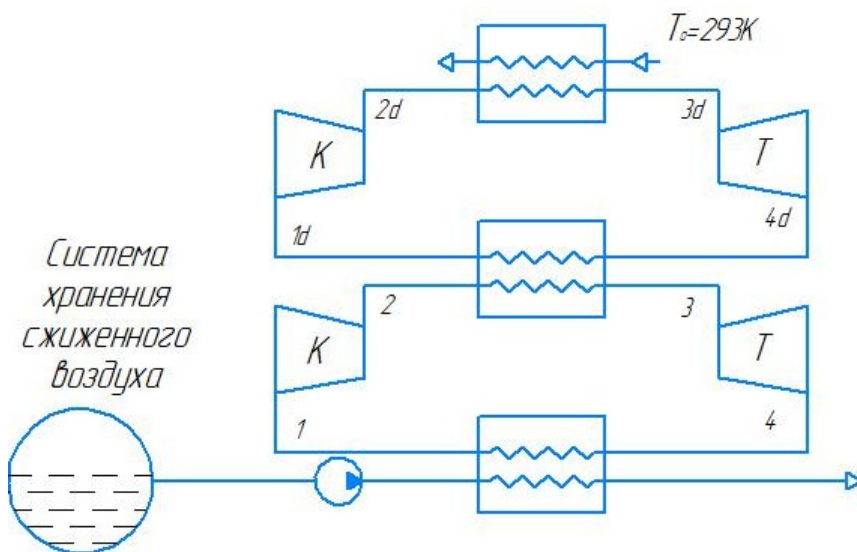 T₀=293K
2d
3d
K
T
1d
4d
Система
хранения
сжиженного
воздуха
2
3
K
T
1
4